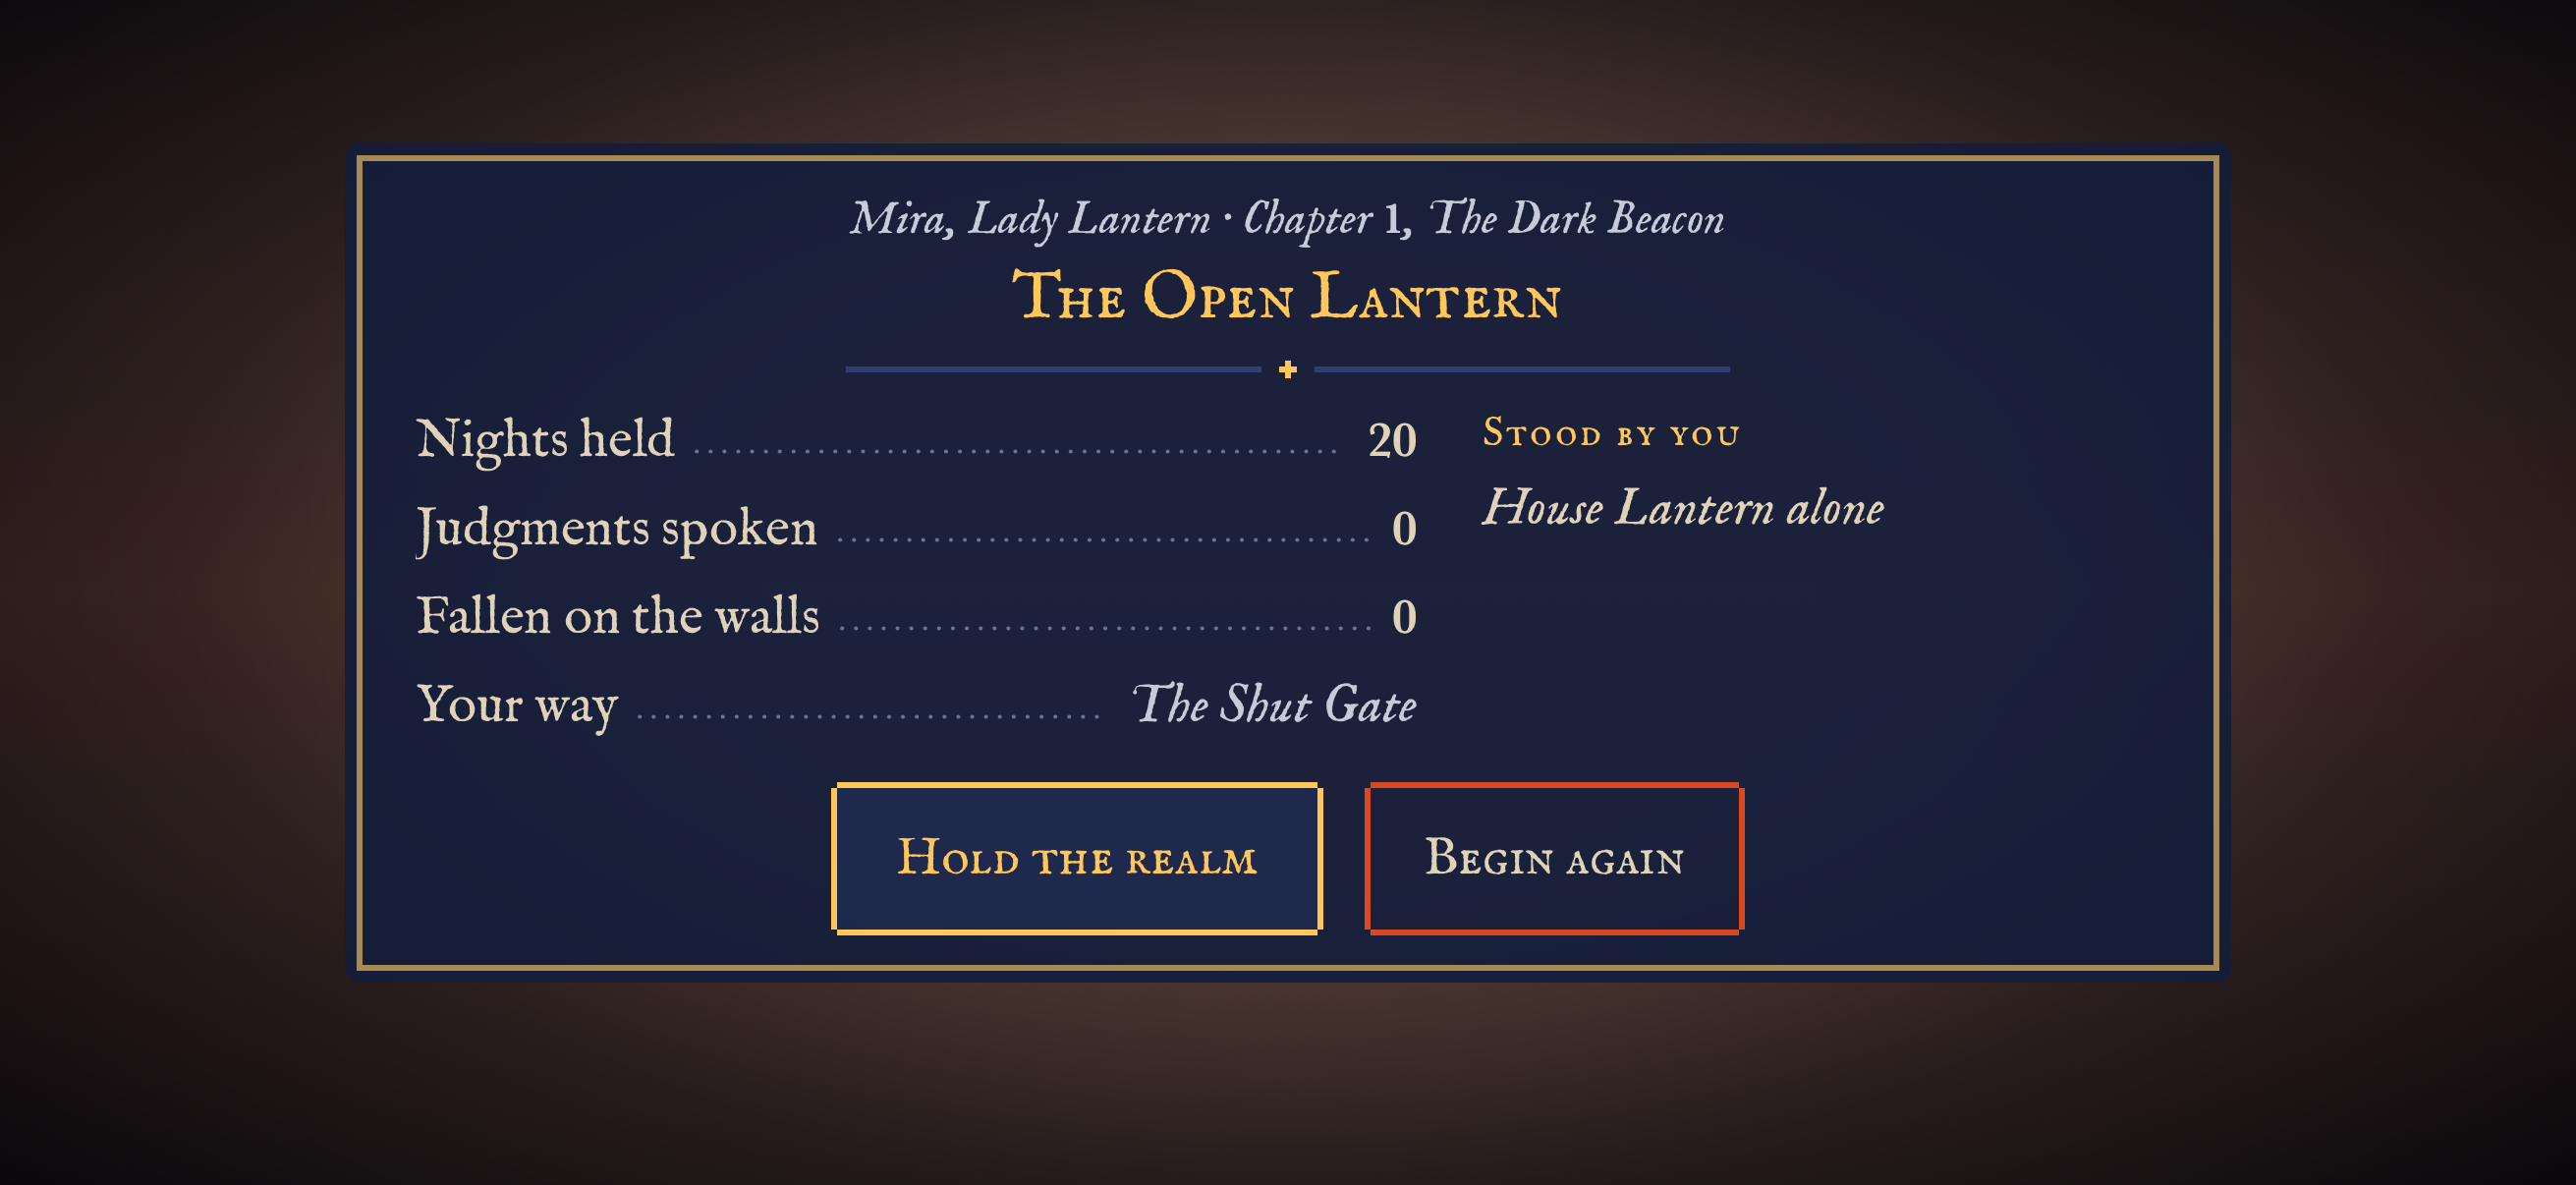 Mira, Lady Lantern · Chapter 1, The Dark Beacon
The Open Lantern
Nights held 20
Judgments spoken 0
Fallen on the walls 0
Your way The Shut Gate
Stood by you
House Lantern alone
Hold the realm
Begin again